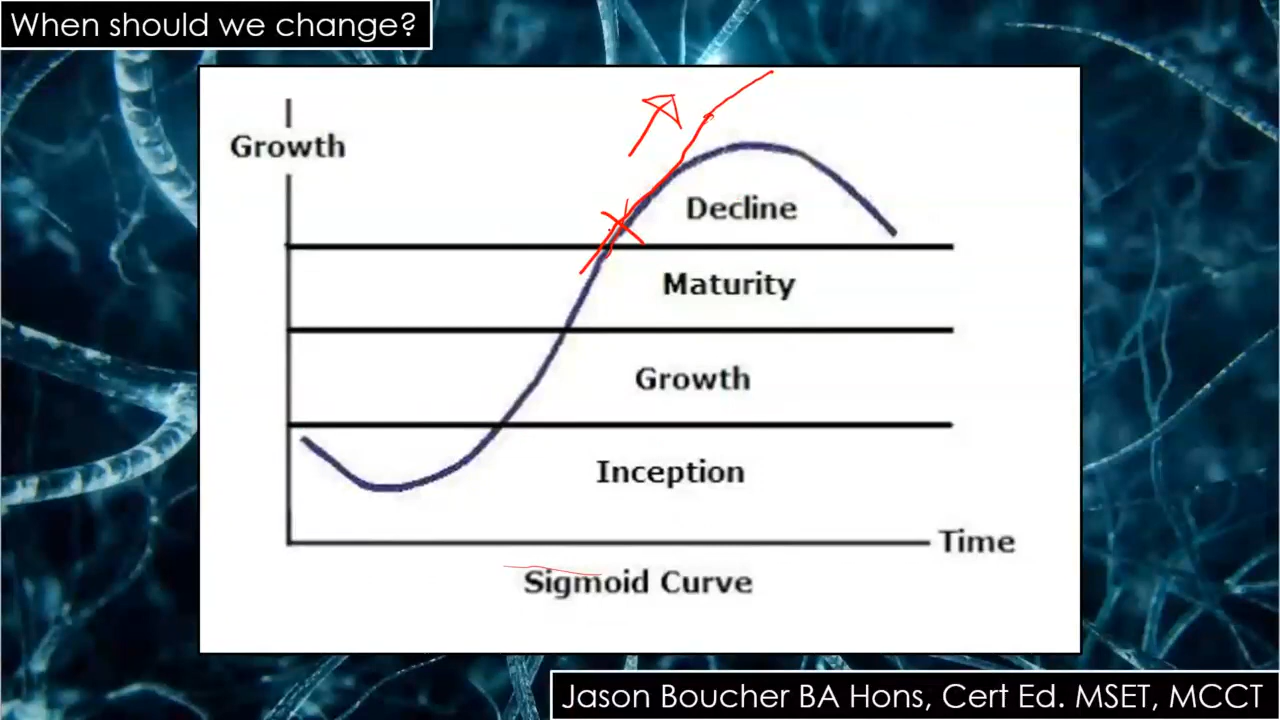 When should we change?
Growth
Decline
Maturity
Growth
Inception
Time
Sigmoid Curve
Jason Boucher BA Hons, Cert Ed. MSET, MCCT